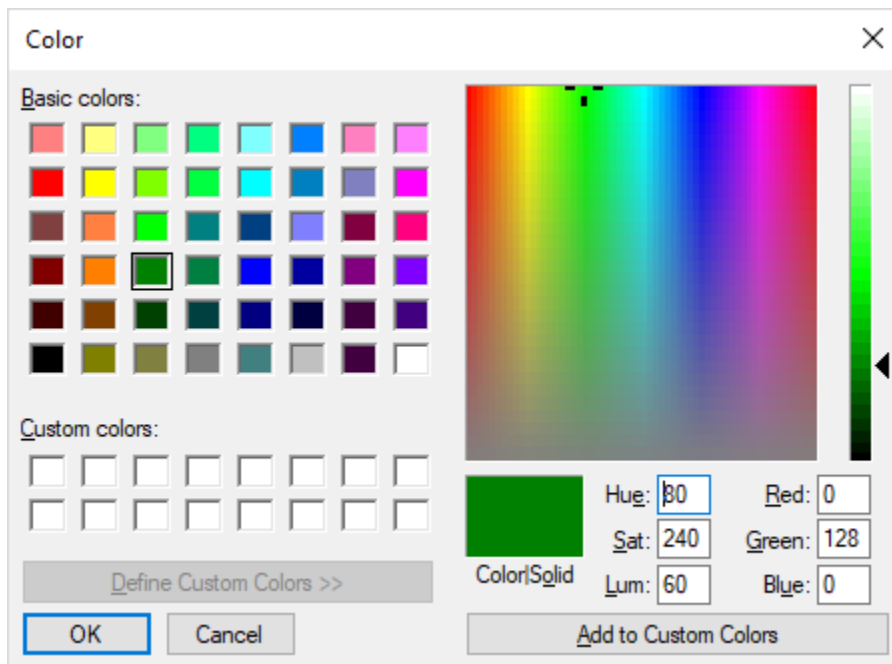 Color
Basic colors:
Custom colors:
Define Custom Colors >>
OK
Cancel
Color|Solid
Hue: 80
Sat: 240
Lum: 60
Red: 0
Green: 128
Blue: 0
Add to Custom Colors